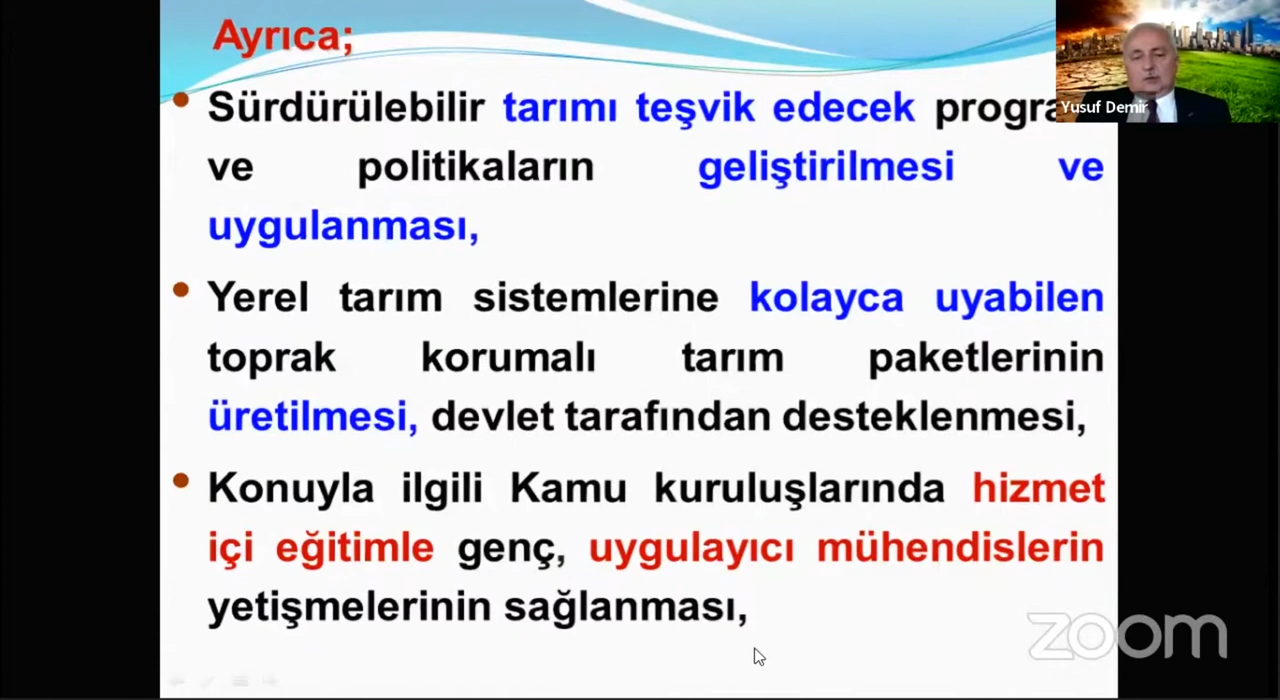 Ayrıca;
Yusuf Demir
• Sürdürülebilir tarımı teşvik edecek
ve politikaların geliştirilmesi ve
uygulanması,
• Yerel tarım sistemlerine kolayca uyabilen
toprak korumalı tarım paketlerinin
üretilmesi, devlet tarafından desteklenmesi,
• Konuyla ilgili Kamu kuruluşlarında hizmet
içi eğitimle genç, uygulayıcı mühendislerin
yetişmelerinin sağlanması,
zoom